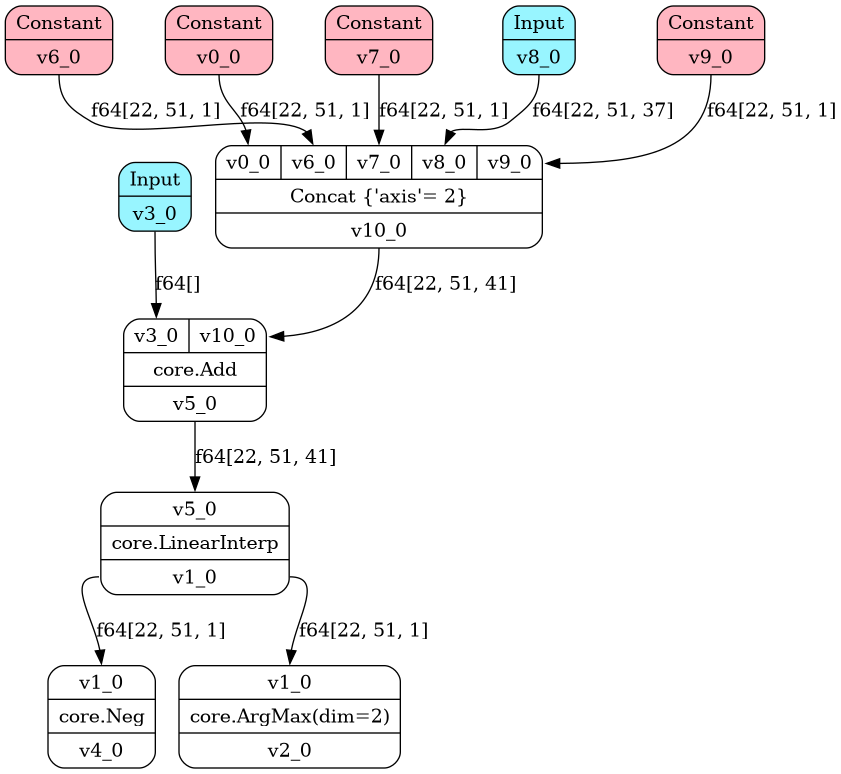 Constant
v6_0
Constant
v0_0
Constant
v7_0
Input
v8_0
Constant
v9_0
f64[22, 51, 1]
f64[22, 51, 1]
f64[22, 51, 1]
f64[22, 51, 37]
f64[22, 51, 1]
v0_0
v6_0
v7_0
v8_0
v9_0
Concat {'axis'= 2}
v10_0
Input
v3_0
f64[]
f64[22, 51, 41]
v3_0
v10_0
core.Add
v5_0
f64[22, 51, 41]
v5_0
core.LinearInterp
v1_0
f64[22, 51, 1]
f64[22, 51, 1]
v1_0
core.Neg
v4_0
v1_0
core.ArgMax(dim=2)
v2_0